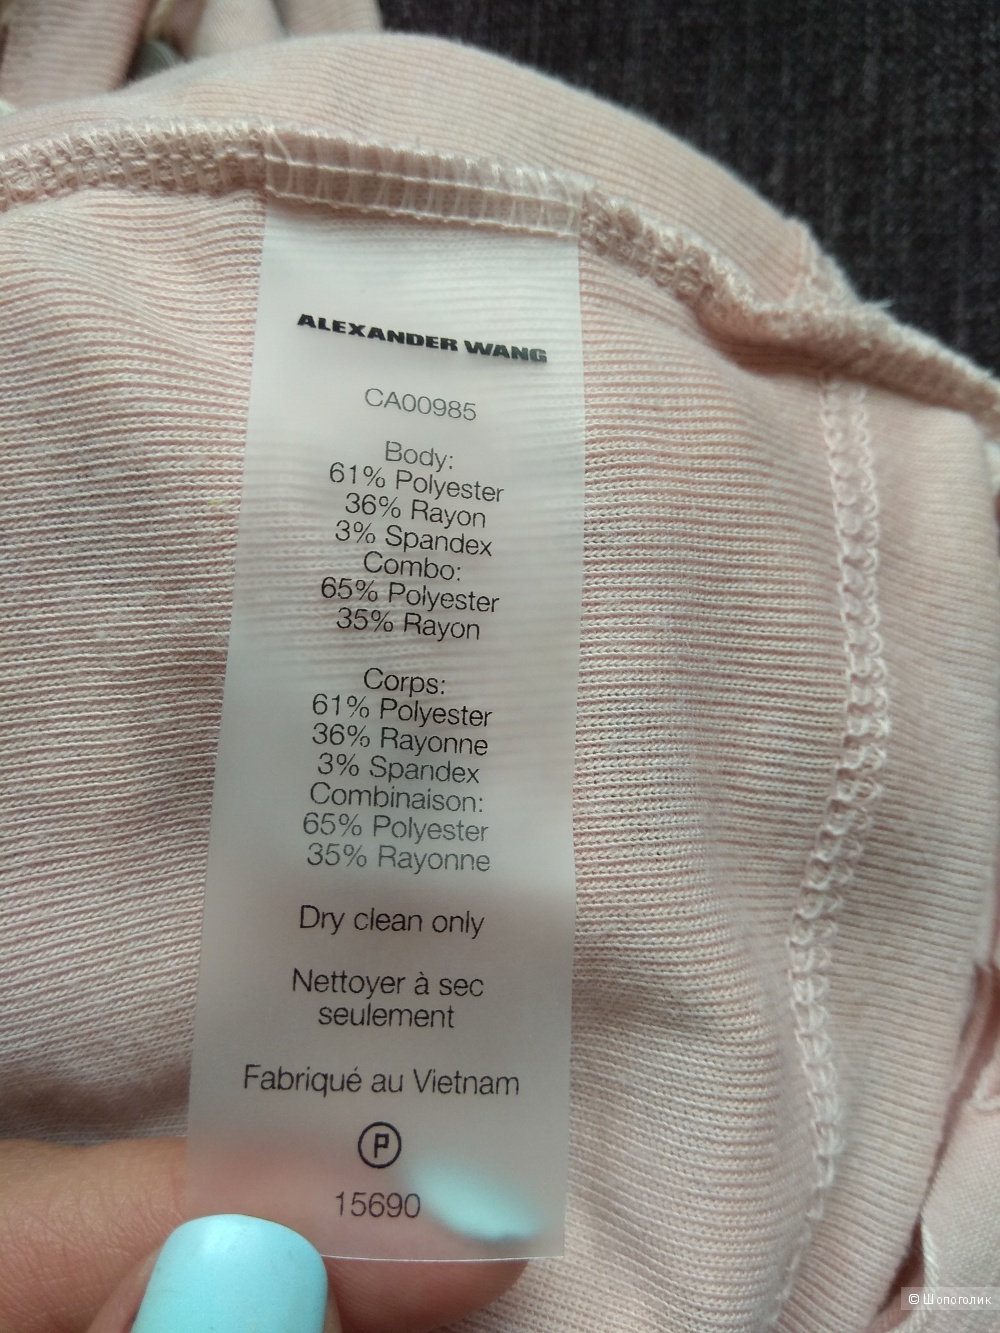 ALEXANDER WANG
CA00985
Body:
61% Polyester
36% Rayon
3% Spandex
Combo:
65% Polyester
35% Rayon
Corps:
61% Polyester
36% Rayonne
3% Spandex
Combinaison:
65% Polyester
35% Rayonne
Dry clean only
Nettoyer à sec
seulement
Fabriqué au Vietnam
P
15690
© Шопоголик